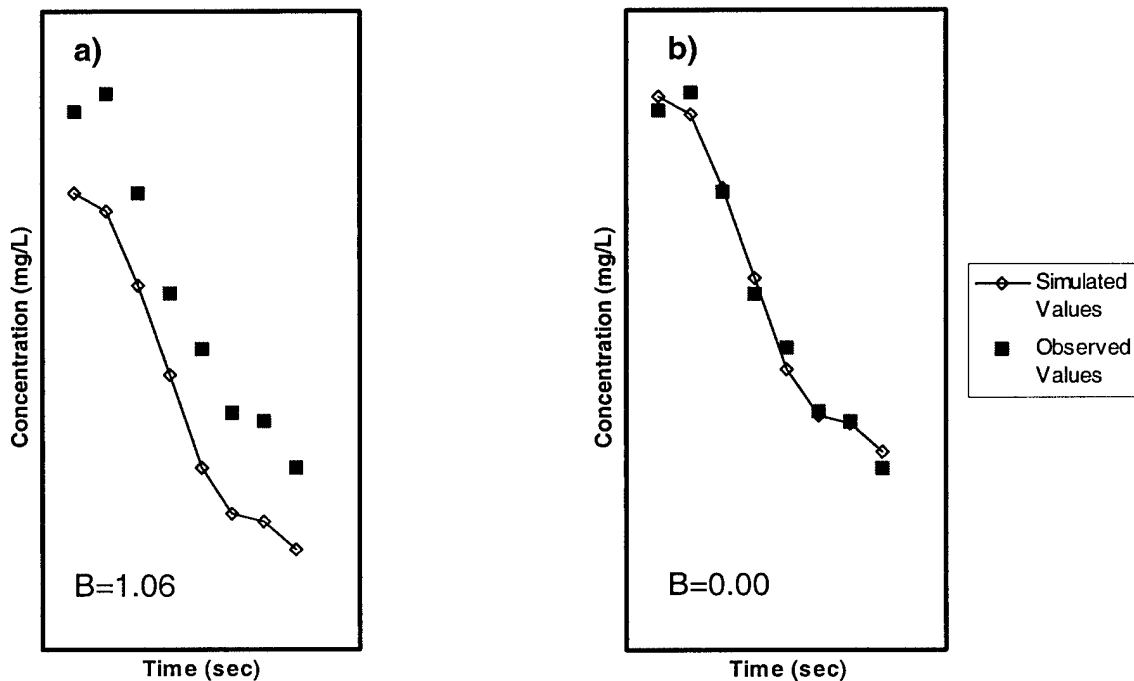 a)
Concentration (mg/L)
B=1.06
Time (sec)
b)
Concentration (mg/L)
B=0.00
Time (sec)
Simulated
Values
Observed
Values